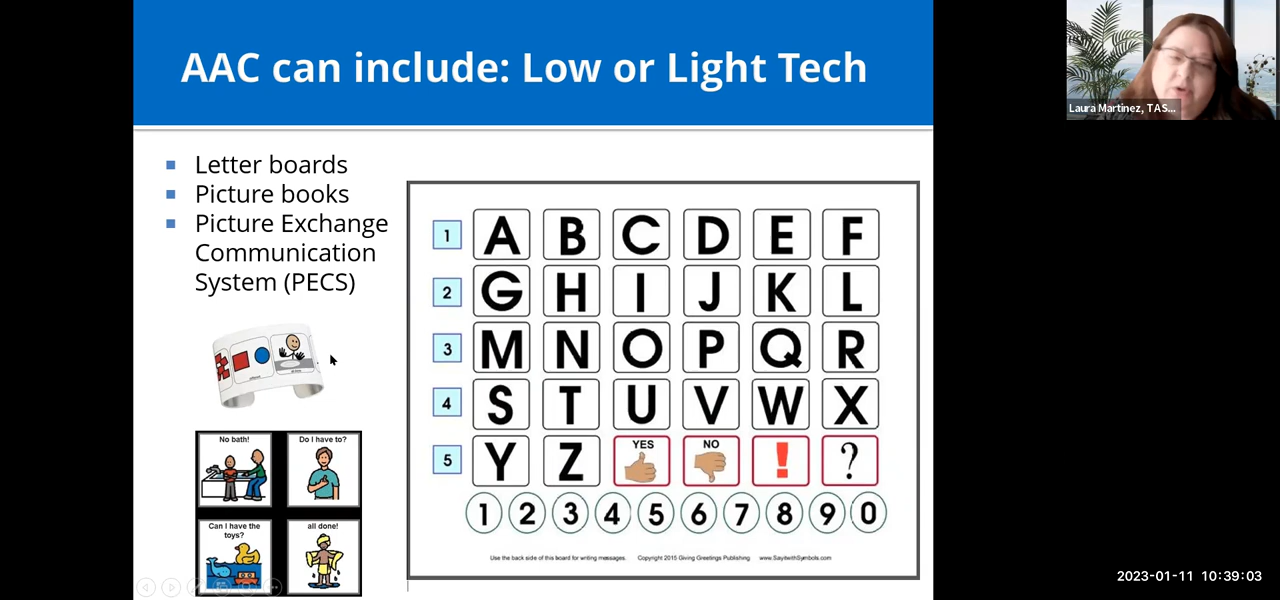 AAC can include: Low or Light Tech
Laura Martinez, TAS...
Letter boards
Picture books
Picture Exchange
Communication
System (PECS)
1 A B C D E F
2 G H I J K L
3 M N O P Q R
4 S T U V W X
YES NO
5 Y Z ! ?
1 2 3 4 5 6 7 8 9 0
Use the back side of this board for writing messages. Copyright 2015 Giving Greetings Publishing www.SayitwithSymbols.com
No bath! Do I have to?
Can I have the
toys?
all done!
2023-01-11 10:39:03